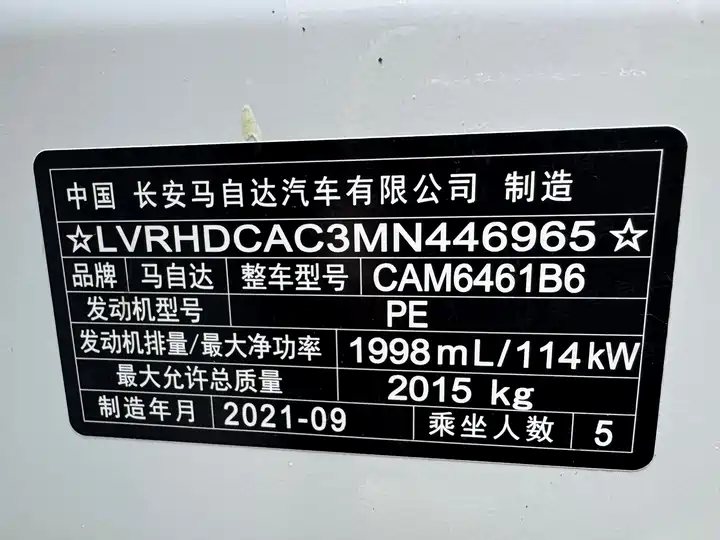 中国 长安马自达汽车有限公司 制造
☆LVRHDCAC3MN446965☆
品牌 马自达 整车型号 CAM6461B6
发动机型号 PE
发动机排量/最大净功率 1998mL/114kW
最大允许总质量 2015 kg
制造年月 2021-09 乘坐人数 5